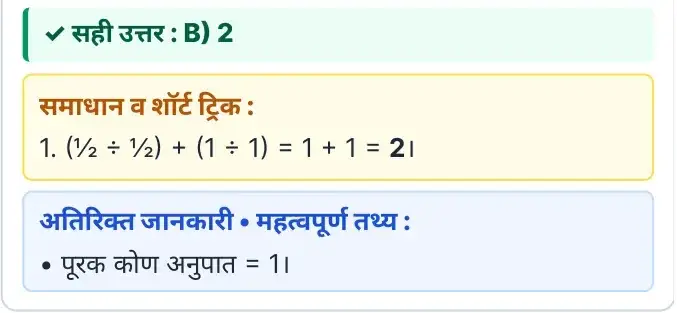 ✓ सही उत्तर : B) 2
समाधान व शॉर्ट ट्रिक :
1. (½ ÷ ½) + (1 ÷ 1) = 1 + 1 = 2।
अतिरिक्त जानकारी • महत्वपूर्ण तथ्य :
• पूरक कोण अनुपात = 1।